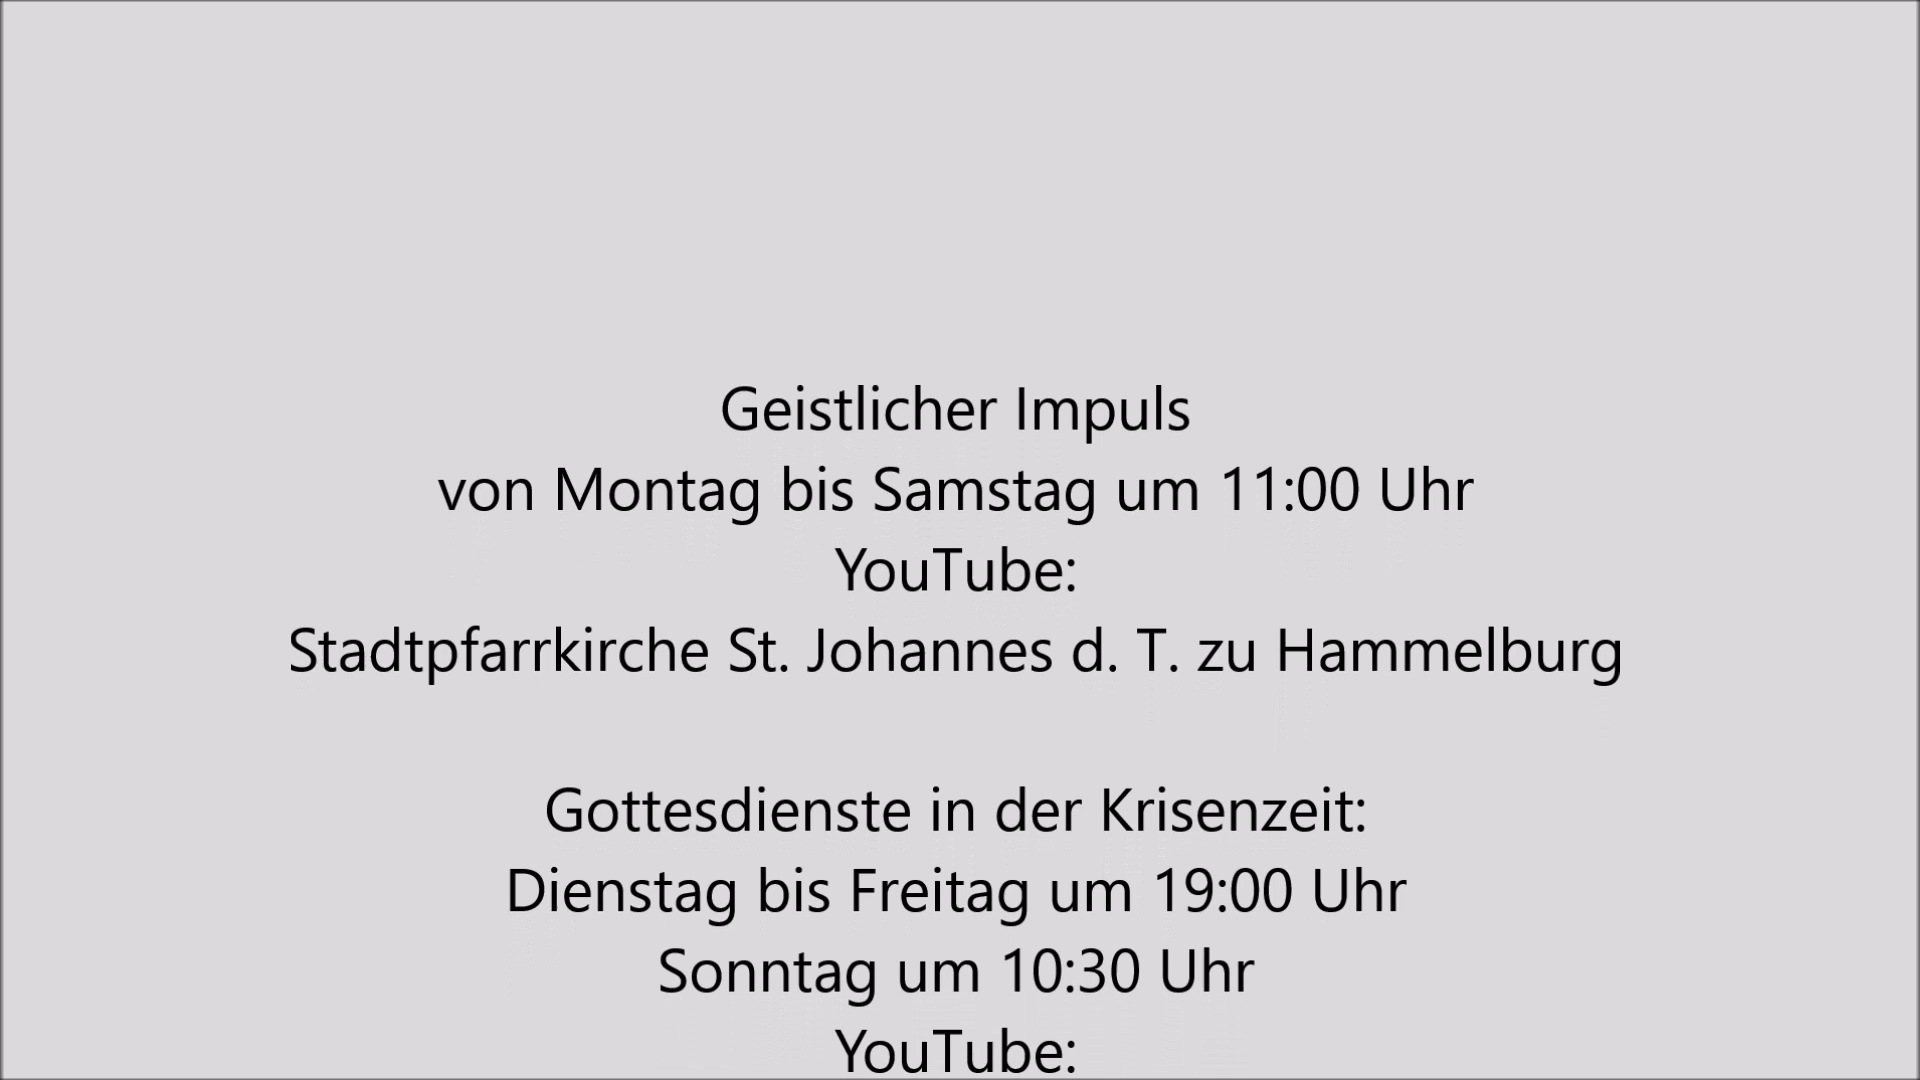 Geistlicher Impuls
von Montag bis Samstag um 11:00 Uhr
YouTube:
Stadtpfarrkirche St. Johannes d. T. zu Hammelburg
Gottesdienste in der Krisenzeit:
Dienstag bis Freitag um 19:00 Uhr
Sonntag um 10:30 Uhr
YouTube: